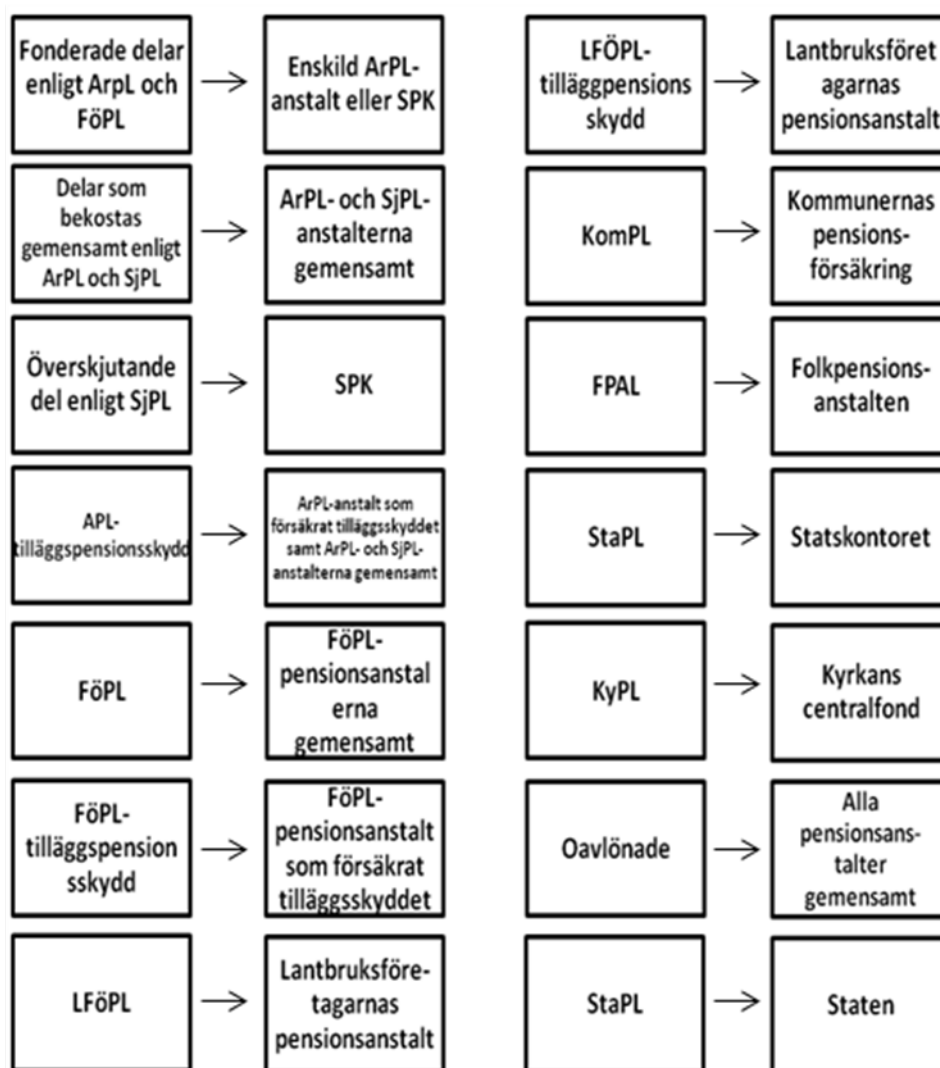 Fonderade delar
enligt ArpL och
FöPL
Enskild ArPL-
anstalt eller SPK
Delar som
bekostas
gemensamt enligt
ArPL och SjPL
ArPL- och SjPL-
anstalterna
gemensamt
Överskjutande
del enligt SjPL
SPK
APL-
tilläggspensionsskydd
ArPL-anstalt som
försäkrat tilläggsskyddet
samt ArPL- och SjPL-
anstalterna gemensamt
FöPL
FöPL-
pensionsanstal
erna
gemensamt
FöPL-
tilläggspension
sskydd
FöPL-
pensionsanstalt
som försäkrat
tilläggsskyddet
LFöPL
Lantbruksföre-
tagarnas
pensionsanstalt
LFÖPL-
tilläggpensions
skydd
Lantbruksföret
agarnas
pensionsanstalt
KomPL
Kommunernas
pensions-
försäkring
FPAL
Folkpensions-
anstalten
StaPL
Statskontoret
KyPL
Kyrkans
centralfond
Oavlönade
Alla
pensionsans-
talter
gemensamt
StaPL
Staten